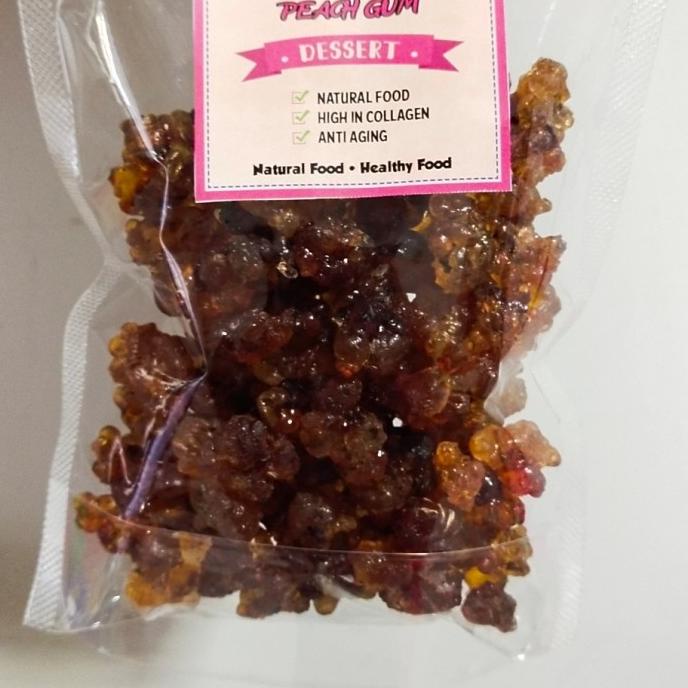 PEACH GUM
DESSERT
NATURAL FOOD
HIGH IN COLLAGEN
ANTI AGING
Natural Food • Healthy Food